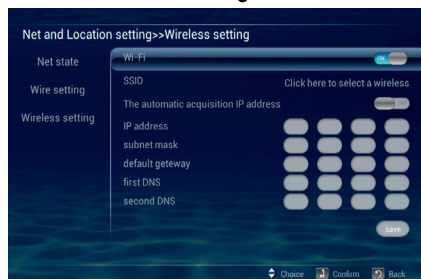 Net and Location setting>>Wireless setting
Net state
Wire setting
Wireless setting
Wi-Fi
ON
SSID
Click here to select a wireless
The automatic acquisition IP address
IP address
subnet mask
default geteway
first DNS
second DNS
save
Choice
Confirm
Back